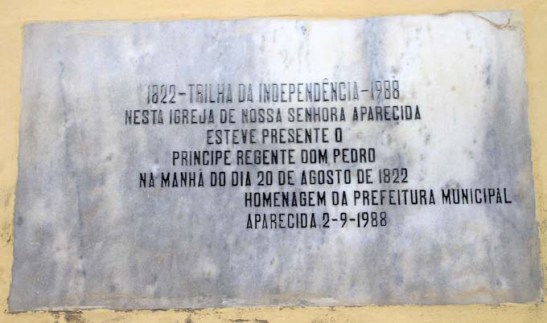 1822-TRILHA DA INDEPENDÊNCIA-1988
NESTA IGREJA DE NOSSA SENHORA APARECIDA
ESTEVE PRESENTE O
PRINCIPE REGENTE DOM PEDRO
NA MANHÃ DO DIA 20 DE AGOSTO DE 1822
HOMENAGEM DA PREFEITURA MUNICIPAL
APARECIDA 2-9-1988